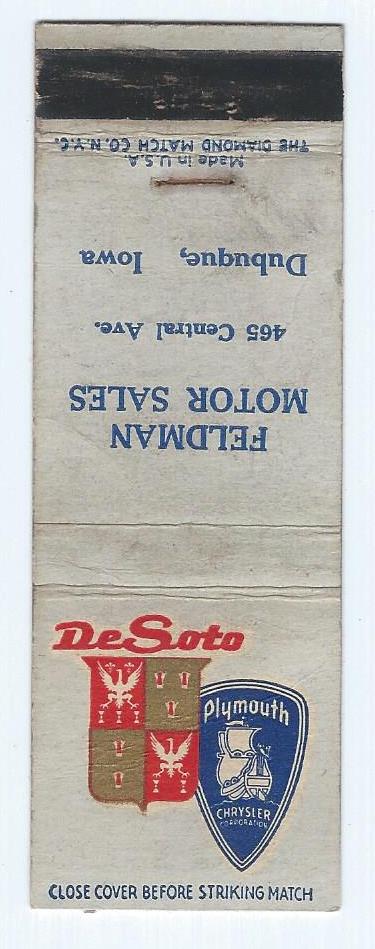 Made in U.S.A.
THE DIAMOND MATCH CO. N.Y.C.
FELDMAN
MOTOR SALES
465 Central Ave.
Dubuque, Iowa
DeSoto
Plymouth
CHRYSLER
CORPORATION
CLOSE COVER BEFORE STRIKING MATCH